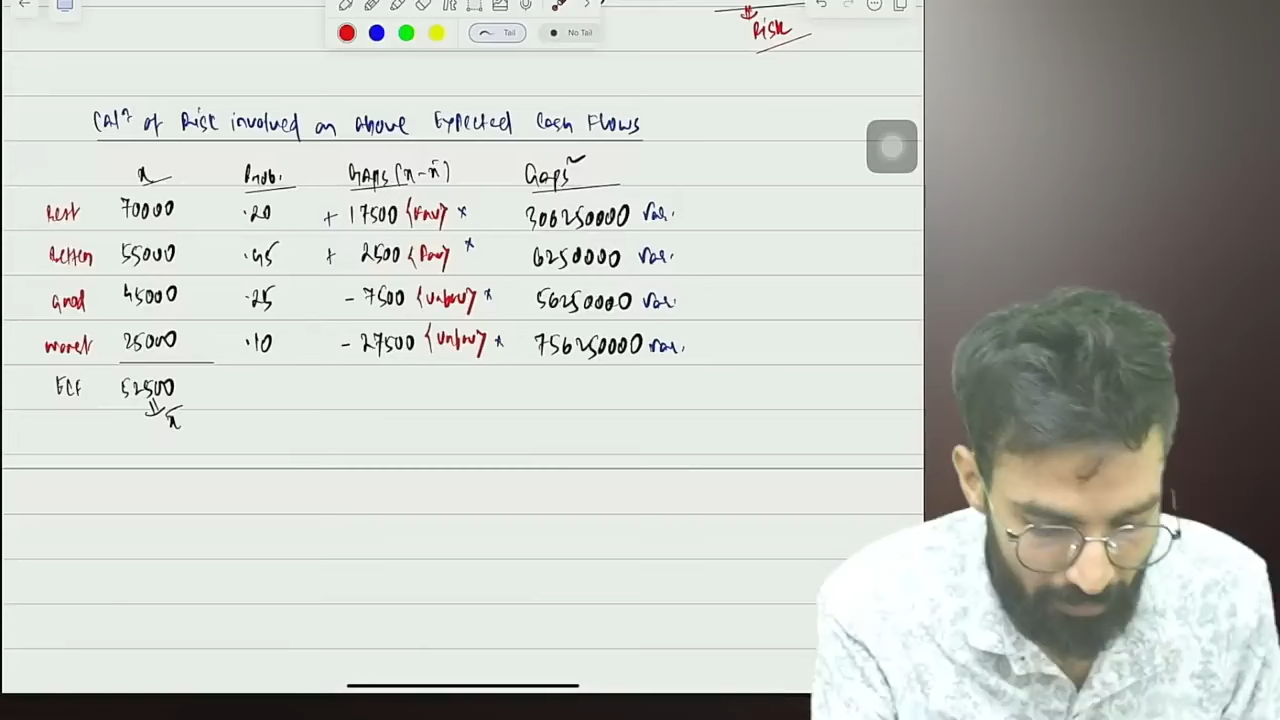 Tail
No Tail
Risk
Calⁿ of Risk involved on above Expected Cash Flows
x Prob. Gaps (x-x̄) Gaps²
Best 70000 .20 + 17500 {Fav} * 306250000 Var.
Better 55000 .45 + 2500 {Fav} * 6250000 Var.
Good 45000 .25 - 7500 {Unfav} * 56250000 Var.
Worst 25000 .10 - 27500 {Unfav} * 756250000 Var.
ECF 52500
x̄